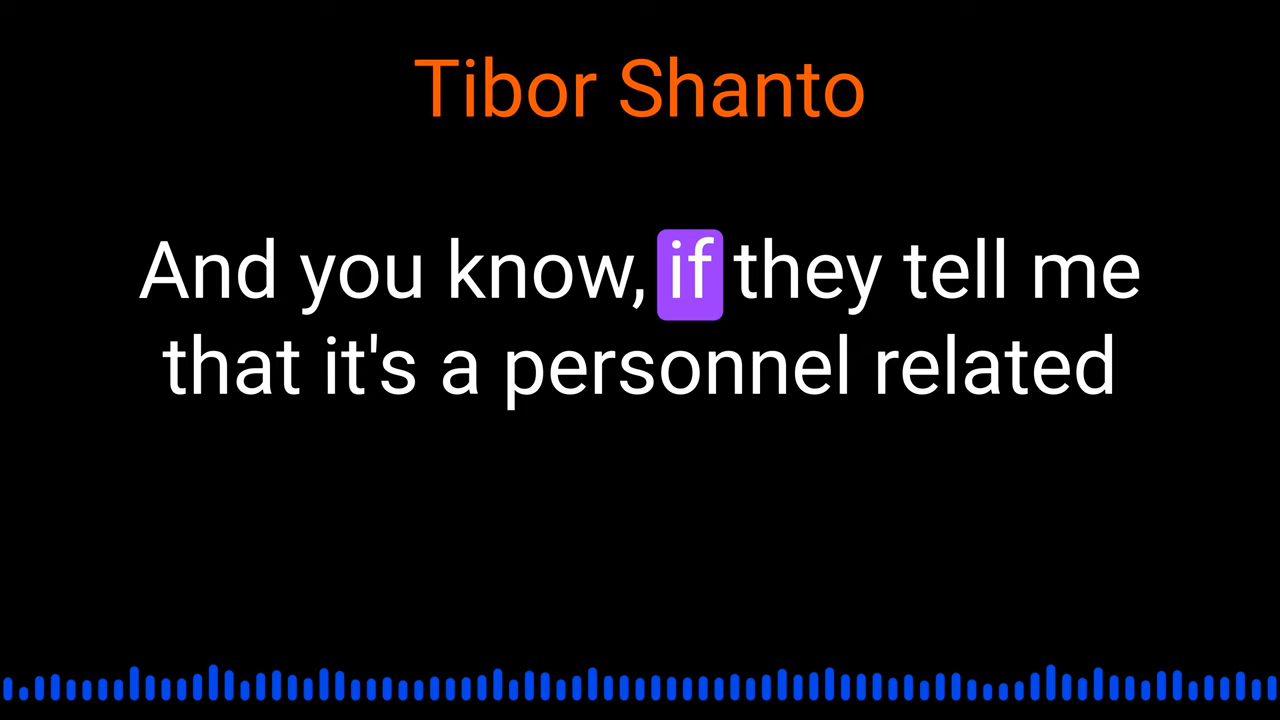 Tibor Shanto
And you know, if they tell me
that it's a personnel related